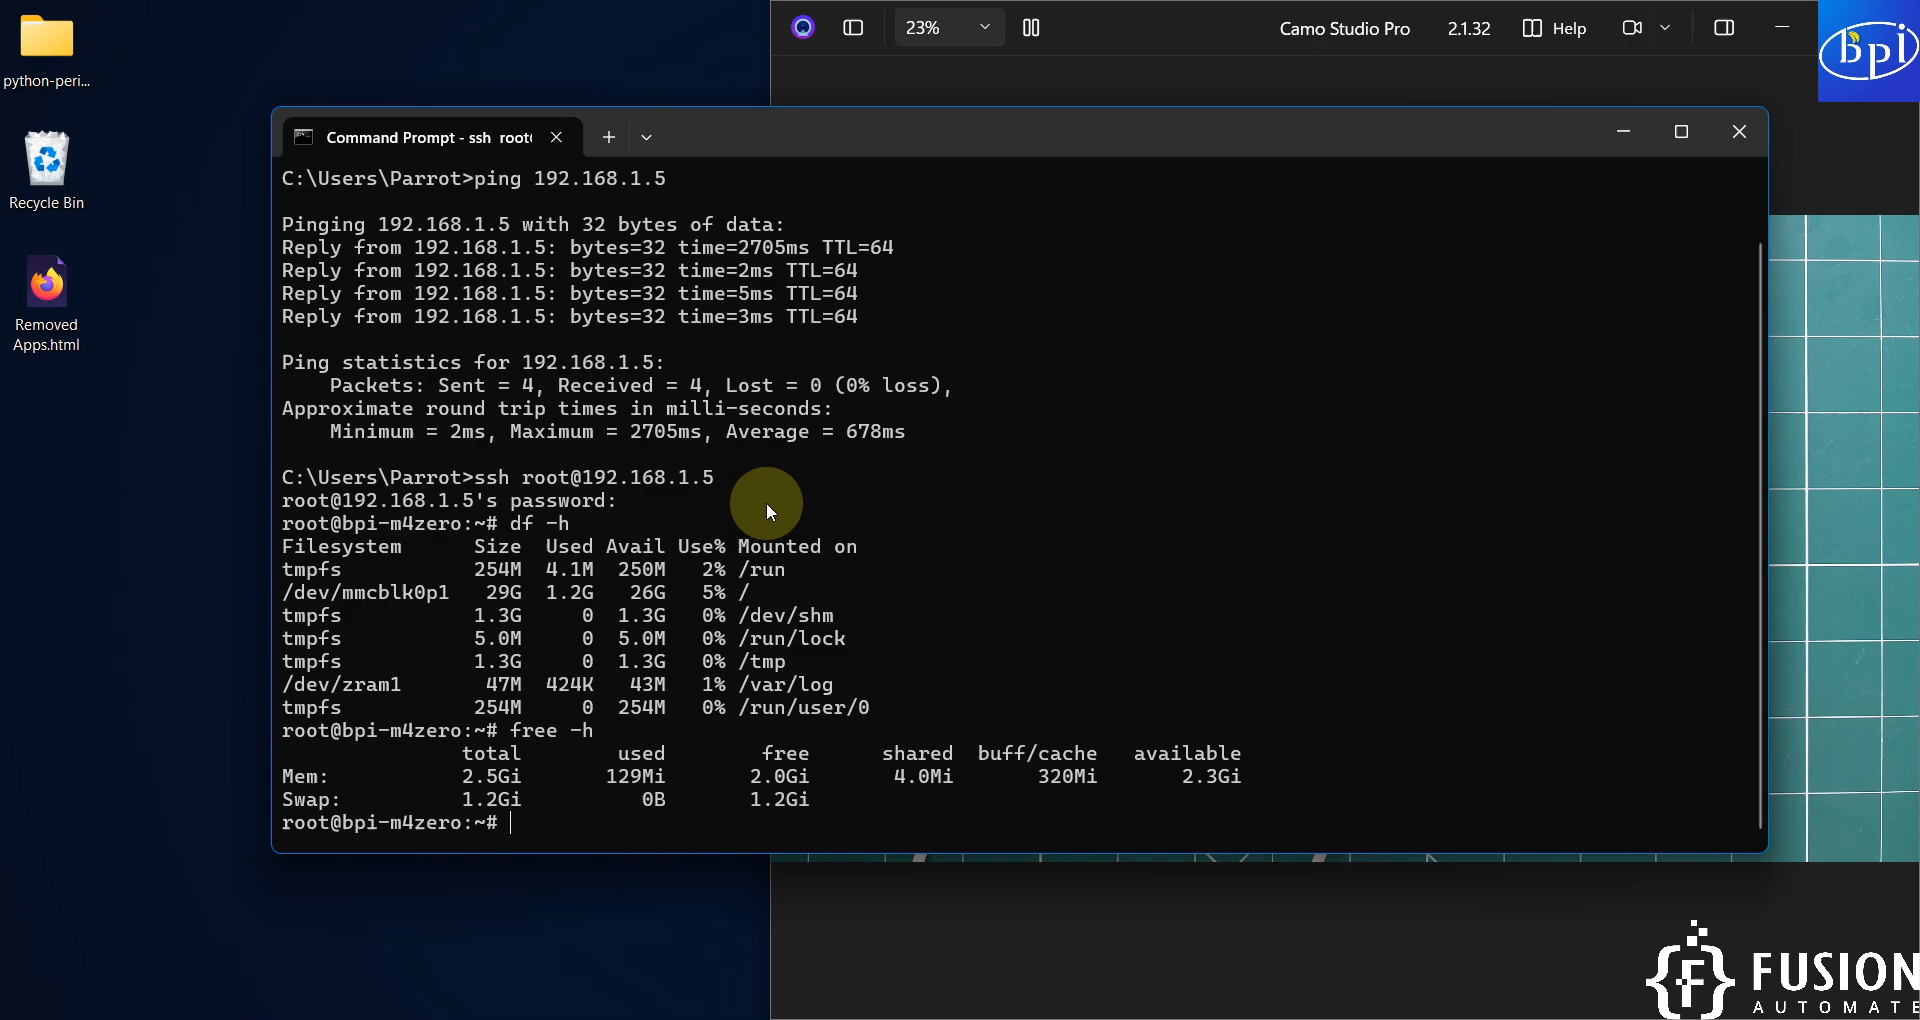 python-peri...
Recycle Bin
Removed
Apps.html
23%
Camo Studio Pro
2.1.32
Help
bpi
Command Prompt - ssh root
C:\Users\Parrot>ping 192.168.1.5
Pinging 192.168.1.5 with 32 bytes of data:
Reply from 192.168.1.5: bytes=32 time=2705ms TTL=64
Reply from 192.168.1.5: bytes=32 time=2ms TTL=64
Reply from 192.168.1.5: bytes=32 time=5ms TTL=64
Reply from 192.168.1.5: bytes=32 time=3ms TTL=64
Ping statistics for 192.168.1.5:
    Packets: Sent = 4, Received = 4, Lost = 0 (0% loss),
Approximate round trip times in milli-seconds:
    Minimum = 2ms, Maximum = 2705ms, Average = 678ms
C:\Users\Parrot>ssh root@192.168.1.5
root@192.168.1.5's password:
root@bpi-m4zero:~# df -h
Filesystem      Size  Used Avail Use% Mounted on
tmpfs           254M  4.1M  250M   2% /run
/dev/mmcblk0p1   29G  1.2G   26G   5% /
tmpfs           1.3G     0  1.3G   0% /dev/shm
tmpfs           5.0M     0  5.0M   0% /run/lock
tmpfs           1.3G     0  1.3G   0% /tmp
/dev/zram1       47M  424K   43M   1% /var/log
tmpfs           254M     0  254M   0% /run/user/0
root@bpi-m4zero:~# free -h
               total        used        free      shared  buff/cache   available
Mem:           2.5Gi       129Mi       2.0Gi       4.0Mi       320Mi       2.3Gi
Swap:          1.2Gi          0B       1.2Gi
root@bpi-m4zero:~#
{F} FUSION
AUTOMATE